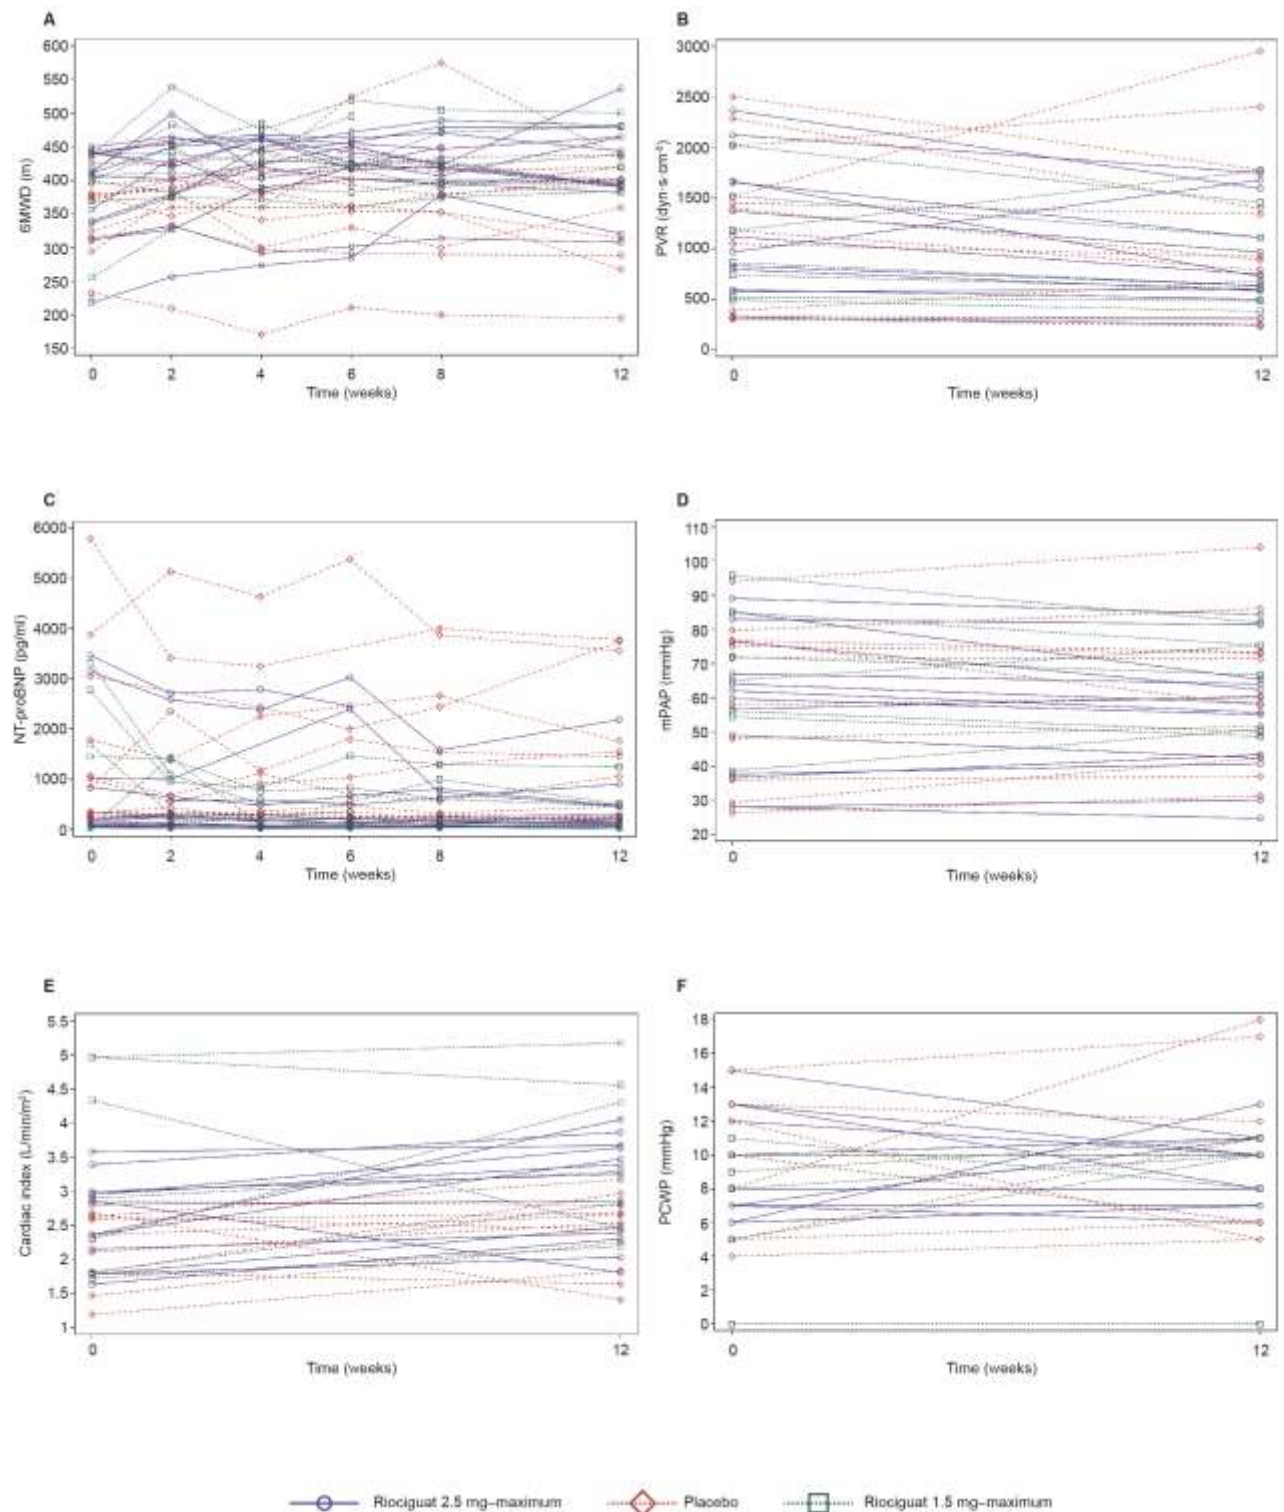 A
600
550
500
450
400
350
300
250
200
150
6MWD (m)
0 2 4 6 8 12
Time (weeks)
B
3000
2500
2000
1500
1000
500
0
PVR (dyn·s·cm⁻⁵)
0 12
Time (weeks)
C
6000
5000
4000
3000
2000
1000
0
NT-proBNP (pg/ml)
0 2 4 6 8 12
Time (weeks)
D
110
100
90
80
70
60
50
40
30
20
mPAP (mmHg)
0 12
Time (weeks)
E
5.5
5
4.5
4
3.5
3
2.5
2
1.5
1
Cardiac index (L/min/m²)
0 12
Time (weeks)
F
18
16
14
12
10
8
6
4
2
0
PCWP (mmHg)
0 12
Time (weeks)
Riociguat 2.5 mg–maximum Placebo Riociguat 1.5 mg–maximum